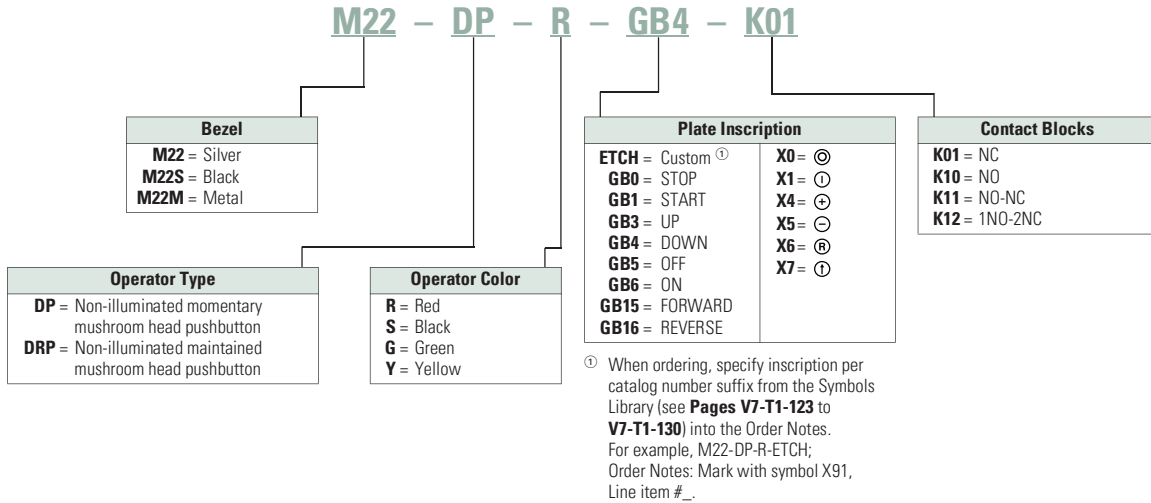 M22 – DP – R – GB4 – K01
Bezel
M22 = Silver
M22S = Black
M22M = Metal
Operator Type
DP = Non-illuminated momentary
mushroom head pushbutton
DRP = Non-illuminated maintained
mushroom head pushbutton
Operator Color
R = Red
S = Black
G = Green
Y = Yellow
Plate Inscription
ETCH = Custom ①
GB0 = STOP
GB1 = START
GB3 = UP
GB4 = DOWN
GB5 = OFF
GB6 = ON
GB15 = FORWARD
GB16 = REVERSE
X0 = ◎
X1 = ⏼
X4 = ⊕
X5 = ⊖
X6 = Ⓡ
X7 = ↑
① When ordering, specify inscription per
catalog number suffix from the Symbols
Library (see Pages V7-T1-123 to
V7-T1-130) into the Order Notes.
For example, M22-DP-R-ETCH;
Order Notes: Mark with symbol X91,
Line item #_.
Contact Blocks
K01 = NC
K10 = NO
K11 = NO-NC
K12 = 1NO-2NC